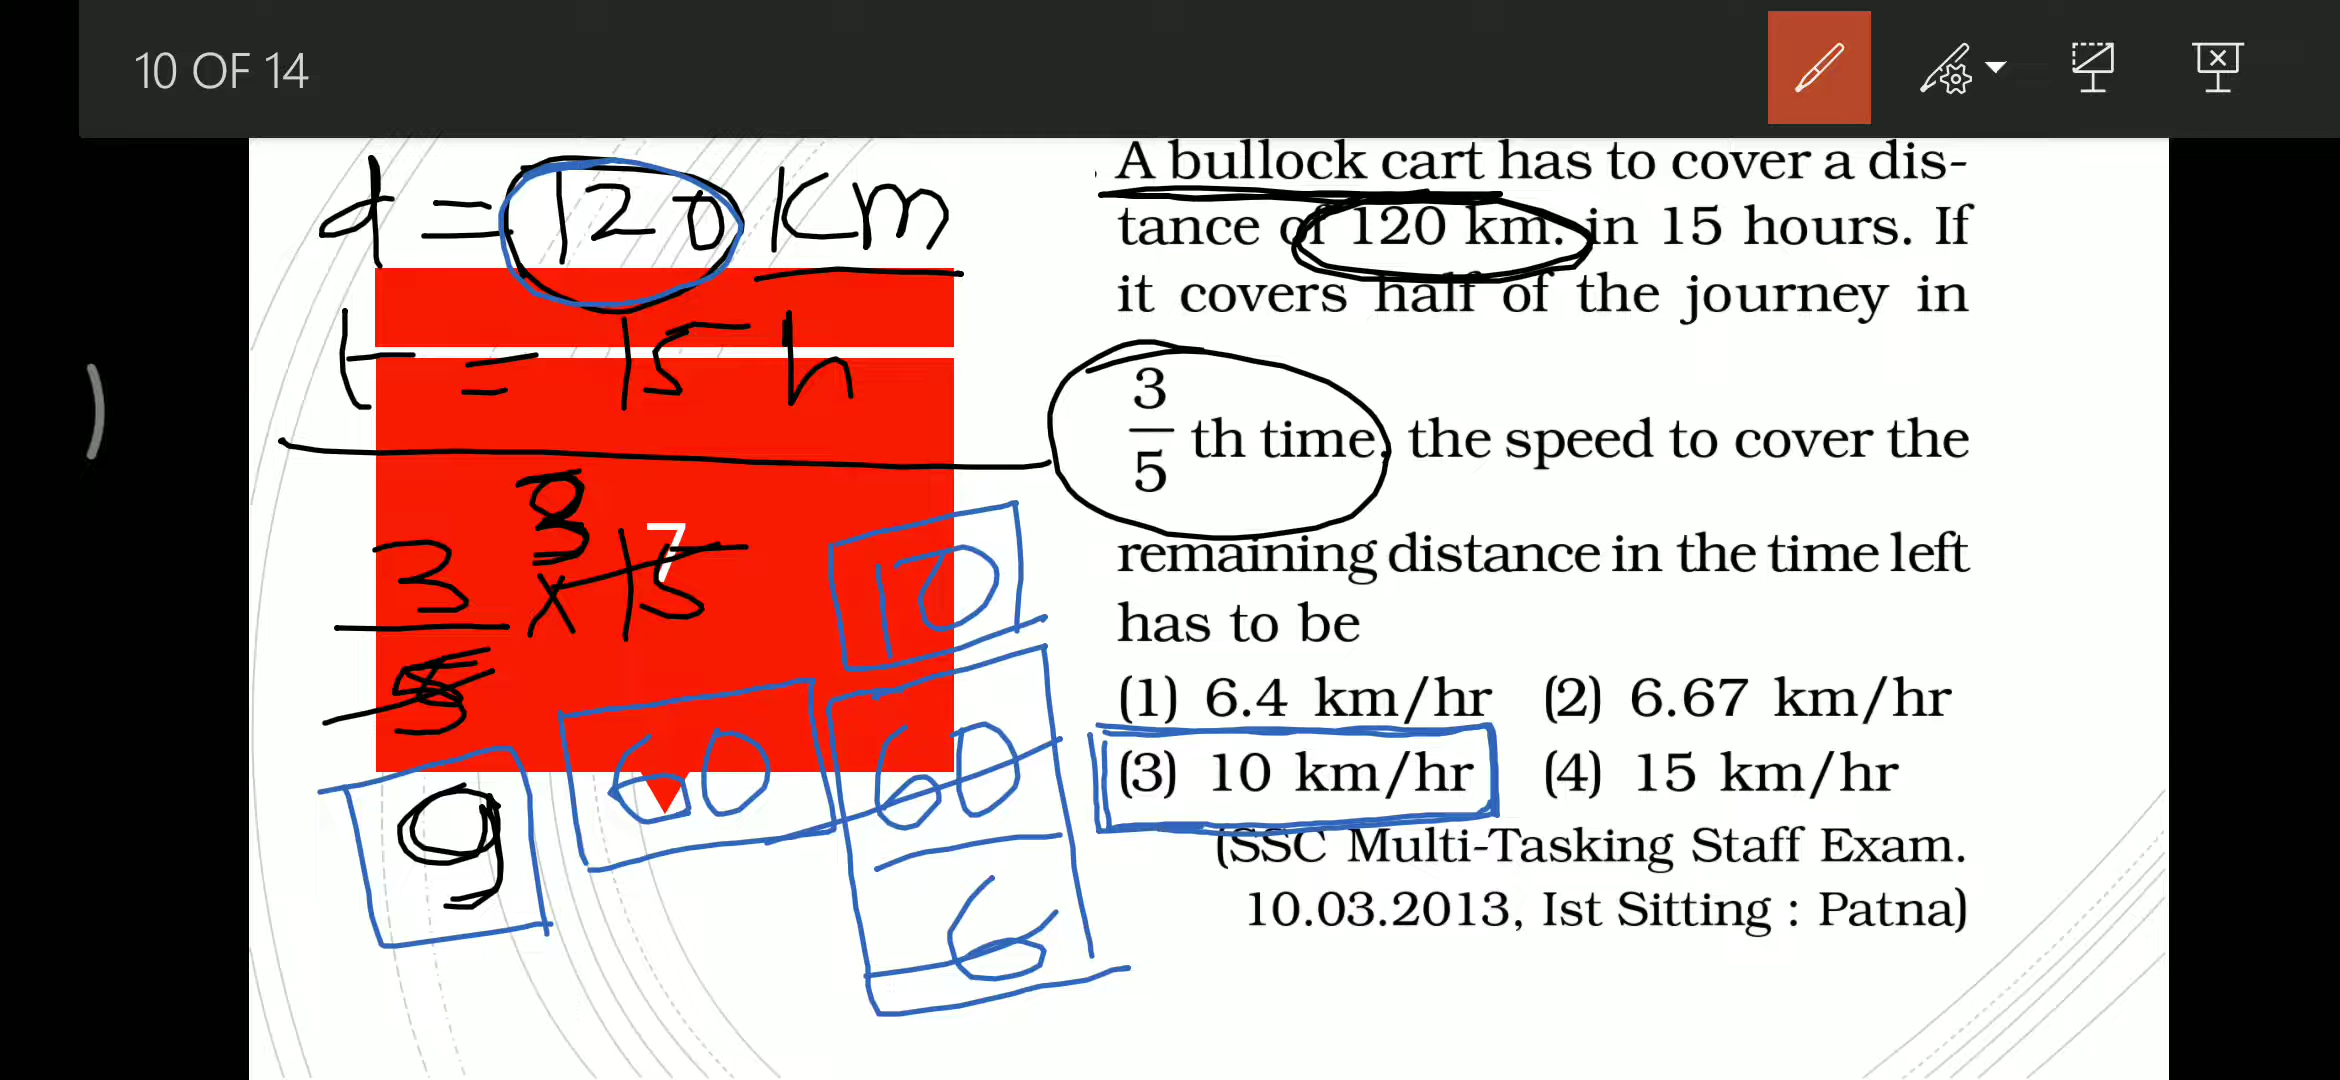 10 OF 14
d = 120 km
t = 15 h
3
3 × 15
5
7
9
60
10
60
6
A bullock cart has to cover a dis-
tance of 120 km. in 15 hours. If
it covers half of the journey in
3
5 th time, the speed to cover the
remaining distance in the time left
has to be
(1) 6.4 km/hr (2) 6.67 km/hr
(3) 10 km/hr (4) 15 km/hr
(SSC Multi-Tasking Staff Exam.
10.03.2013, Ist Sitting : Patna)